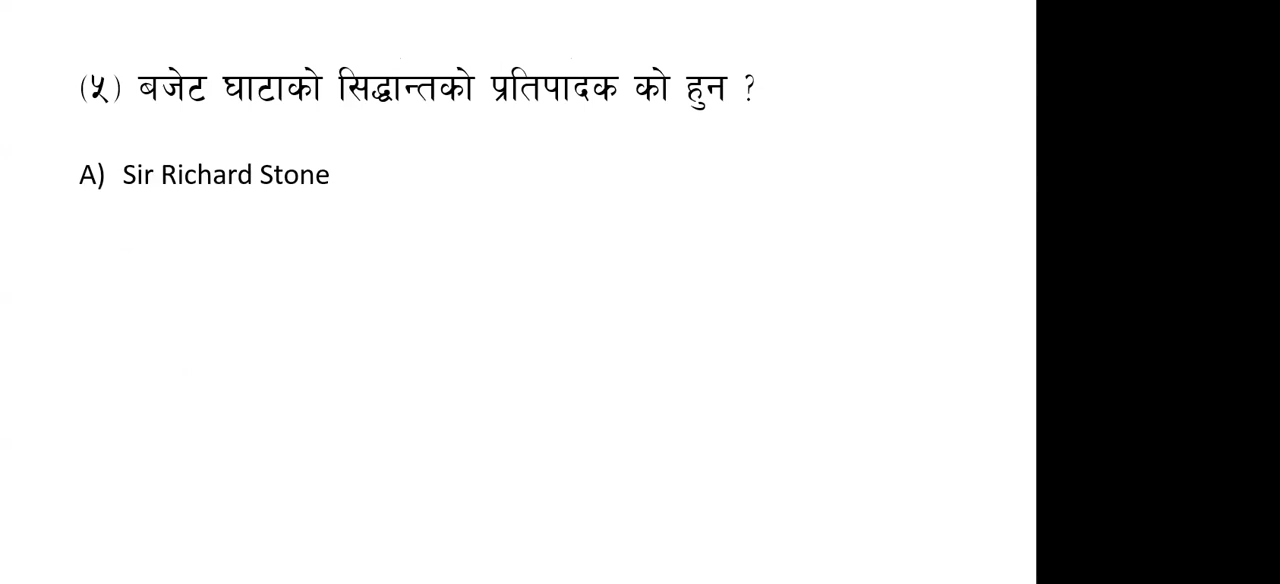 (५) बजेट घाटाको सिद्धान्तको प्रतिपादक को हुन ?
A) Sir Richard Stone